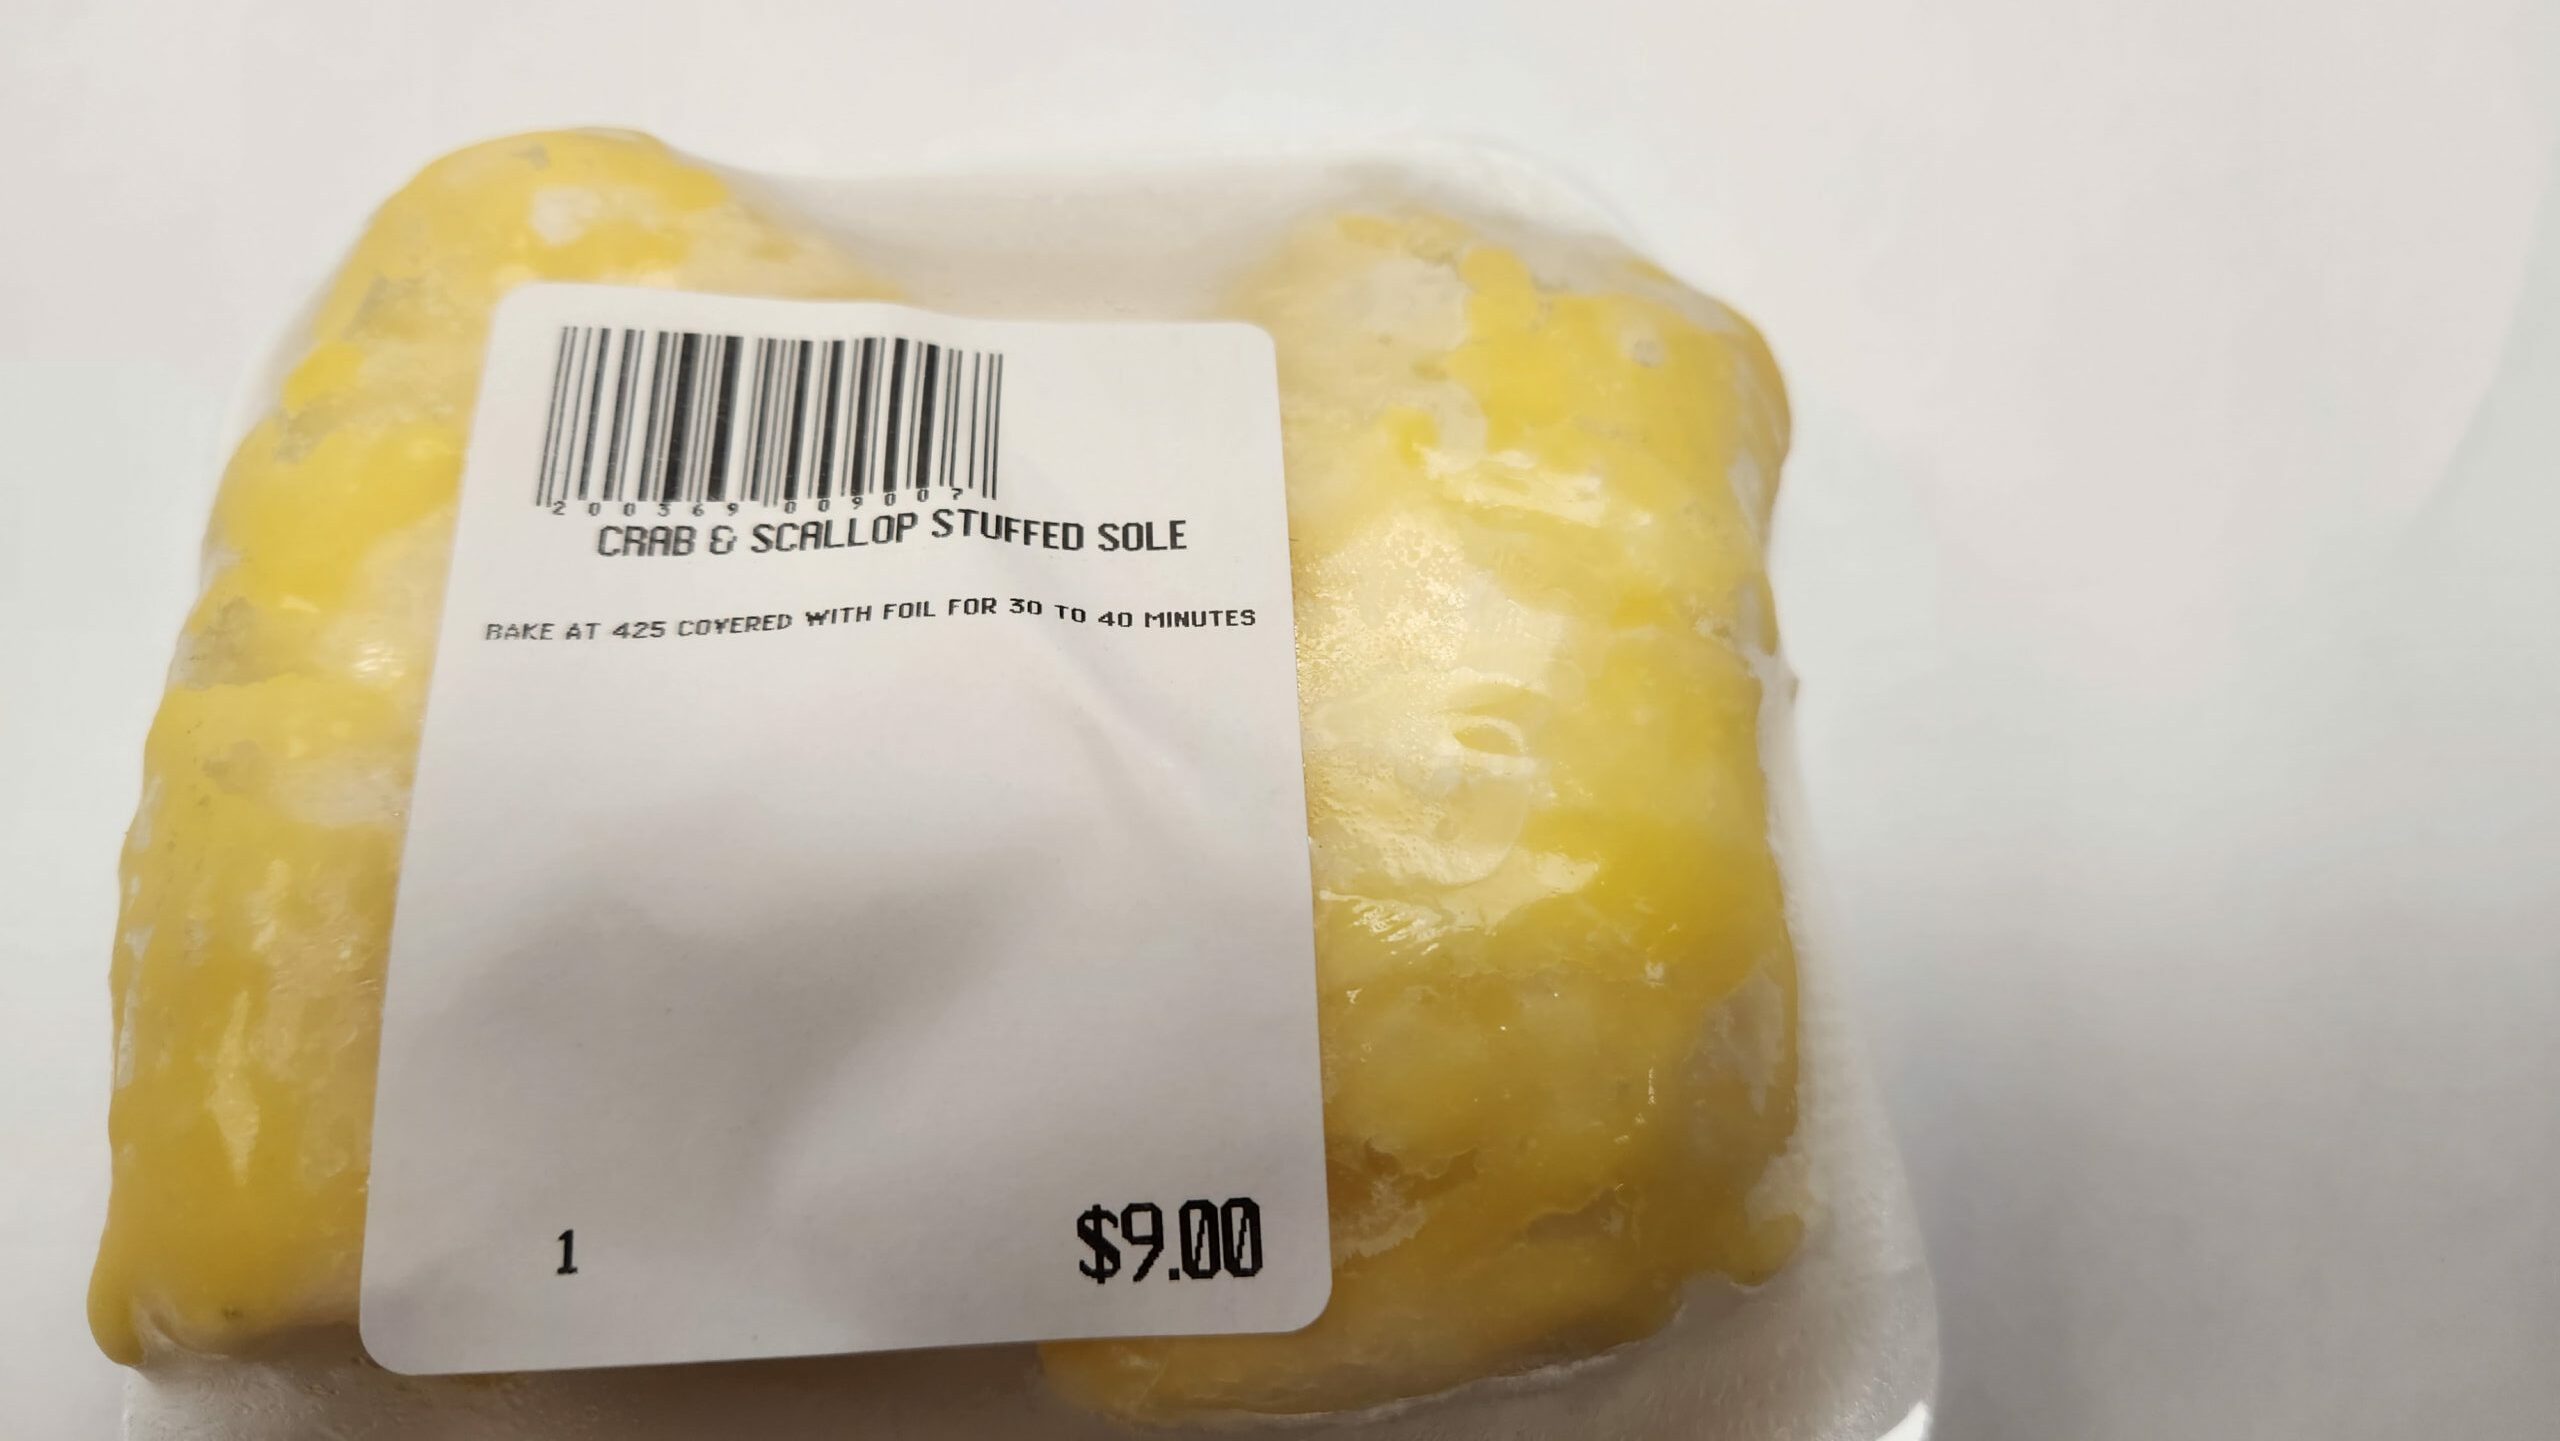 200369 009007
CRAB & SCALLOP STUFFED SOLE
BAKE AT 425 COVERED WITH FOIL FOR 30 TO 40 MINUTES
1 $9.00